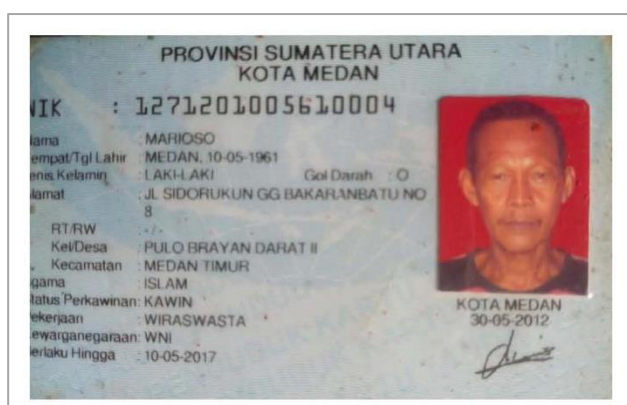 PROVINSI SUMATERA UTARA
KOTA MEDAN
NIK : 1271201005610004
ama : MARIOSO
empat/Tgl Lahir : MEDAN, 10-05-1961
enis Kelamin : LAKI-LAKI Gol Darah : O
lamat : JL SIDORUKUN GG BAKARANBATU NO
8
RT/RW : -/-
Kel/Desa : PULO BRAYAN DARAT II
Kecamatan : MEDAN TIMUR
gama : ISLAM
tatus Perkawinan: KAWIN
ekerjaan : WIRASWASTA
ewarganegaraan: WNI
erlaku Hingga : 10-05-2017
KOTA MEDAN
30-05-2012